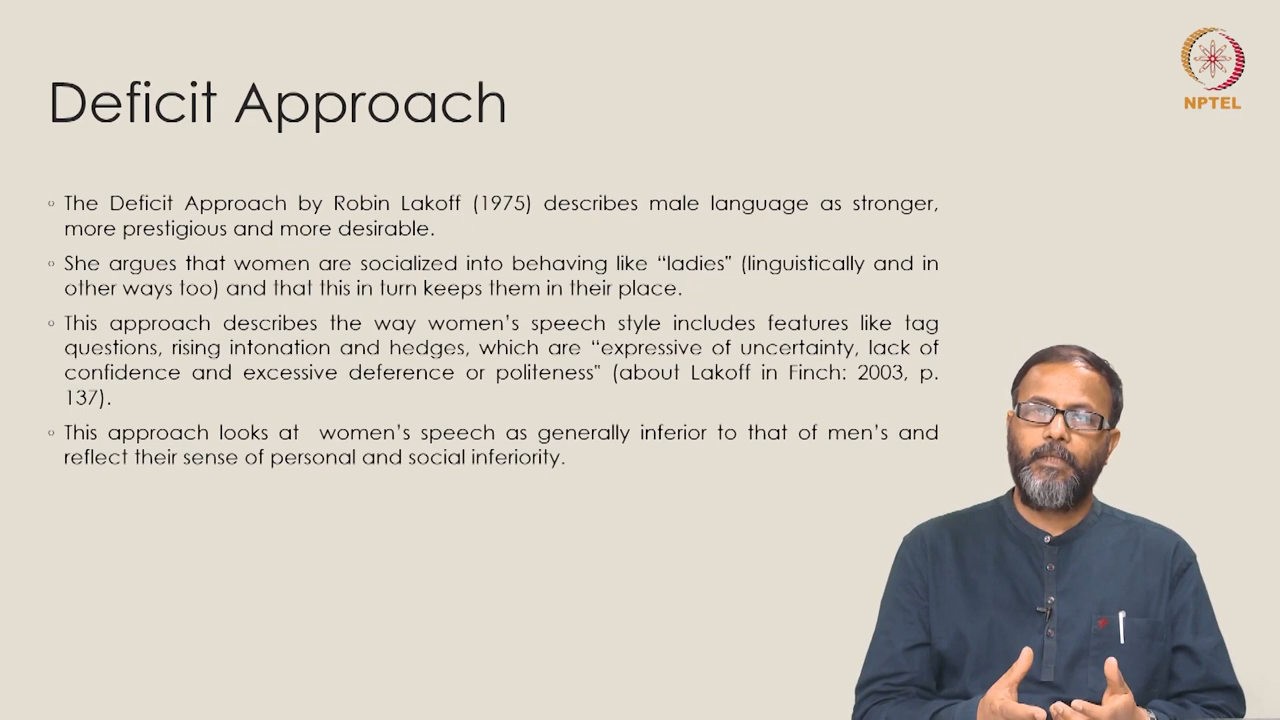 Deficit Approach
NPTEL
The Deficit Approach by Robin Lakoff (1975) describes male language as stronger,
more prestigious and more desirable.
She argues that women are socialized into behaving like “ladies" (linguistically and in
other ways too) and that this in turn keeps them in their place.
This approach describes the way women’s speech style includes features like tag
questions, rising intonation and hedges, which are “expressive of uncertainty, lack of
confidence and excessive deference or politeness" (about Lakoff in Finch: 2003, p.
137).
This approach looks at  women’s speech as generally inferior to that of men’s and
reflect their sense of personal and social inferiority.